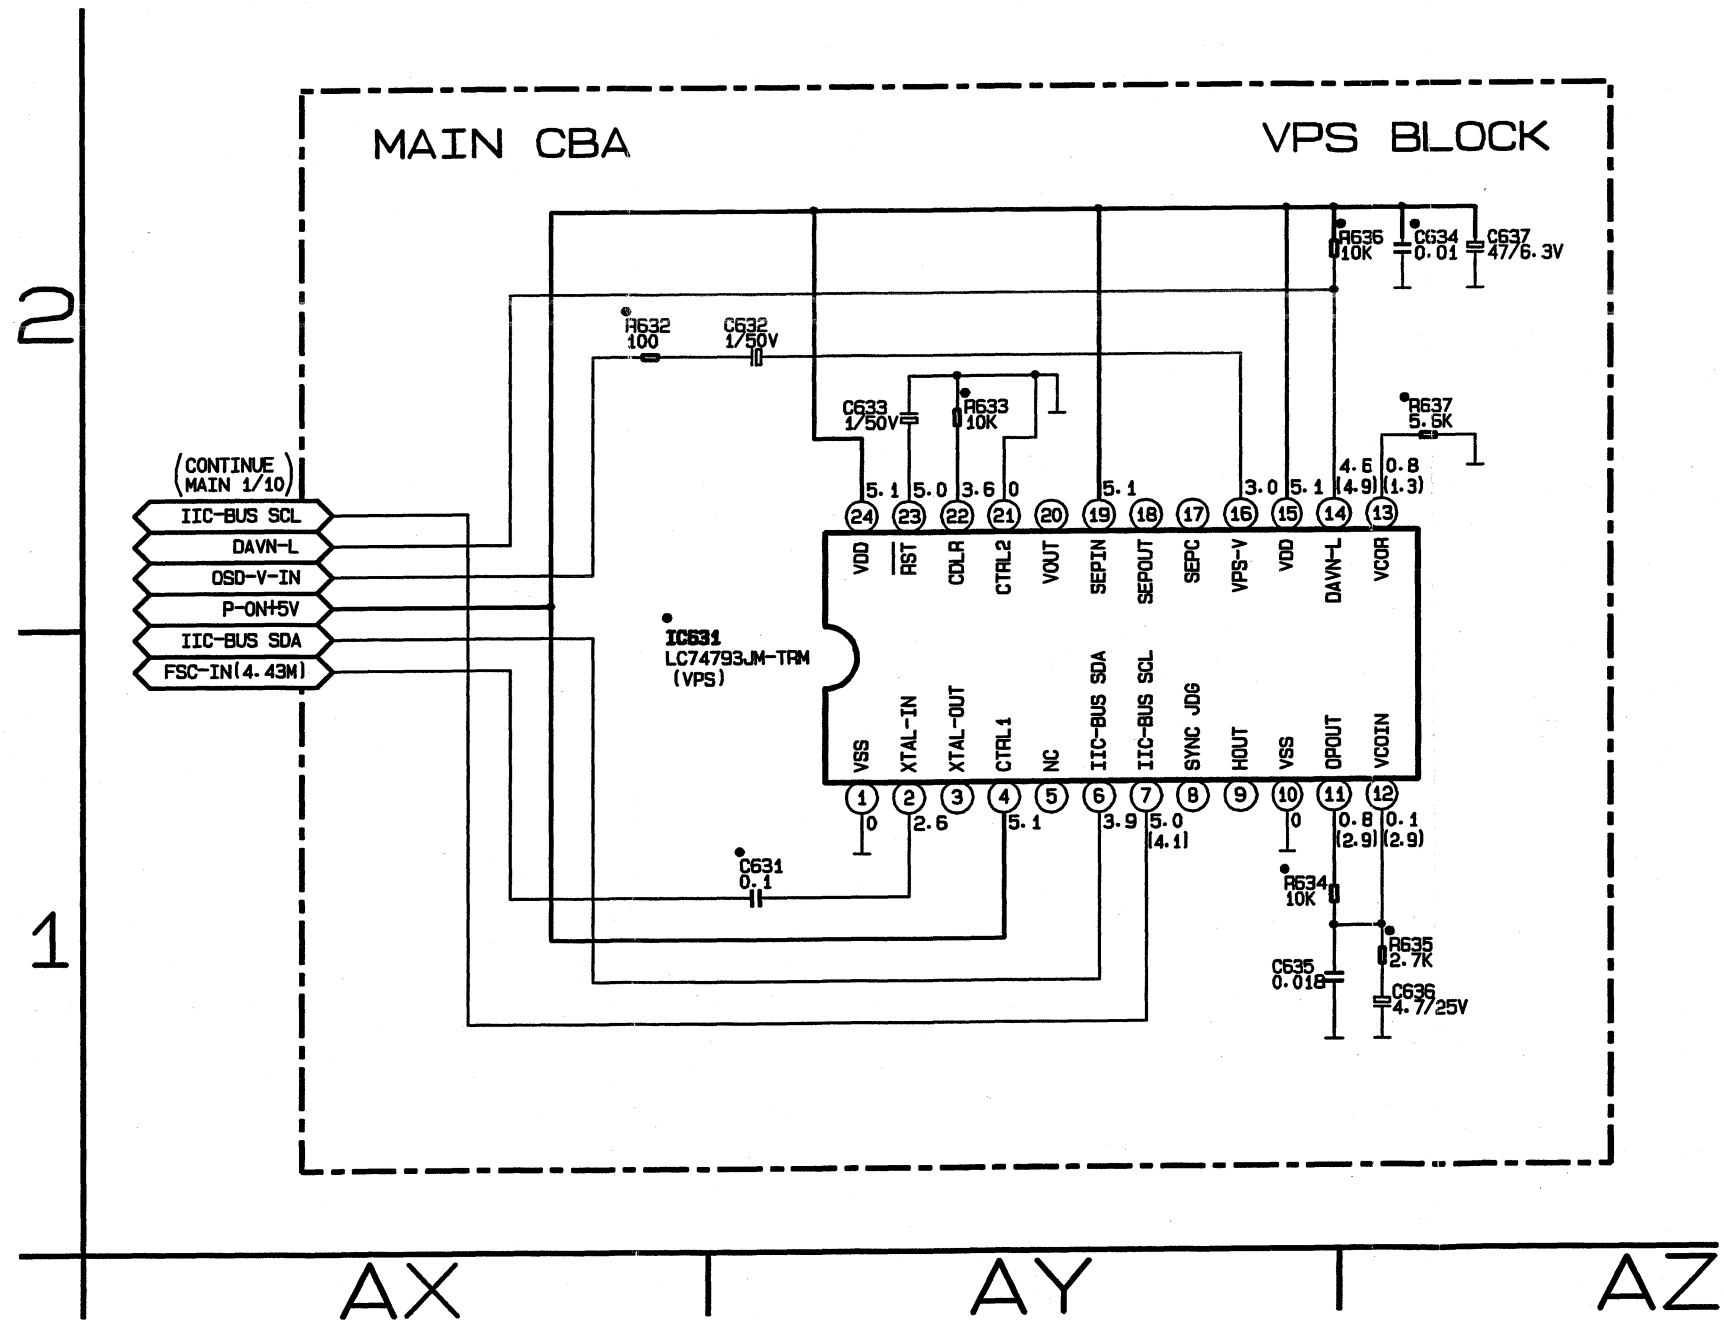 MAIN CBA
VPS BLOCK
2
1
AX
AY
AZ
R636
10K
C634
0.01
C637
47/6.3V
R632
100
C632
1/50V
C633
1/50V
R633
10K
R637
5.6K
(CONTINUE
MAIN 1/10)
IIC-BUS SCL
DAVN-L
OSD-V-IN
P-ON+5V
IIC-BUS SDA
FSC-IN(4.43M)
5.1
5.0
3.6
0
5.1
3.0
5.1
4.6
(4.9)
0.8
(1.3)
24
23
22
21
20
19
18
17
16
15
14
13
VDD
RST
CDLR
CTRL2
VOUT
SEPIN
SEPOUT
SEPC
VPS-V
VDD
DAVN-L
VCOR
IC631
LC74793JM-TRM
(VPS)
VSS
XTAL-IN
XTAL-OUT
CTRL1
NC
IIC-BUS SDA
IIC-BUS SCL
SYNC JDG
HOUT
VSS
OPOUT
VCOIN
1
2
3
4
5
6
7
8
9
10
11
12
0
2.6
5.1
3.9
5.0
(4.1)
0
0.8
(2.9)
0.1
(2.9)
C631
0.1
R634
10K
R635
2.7K
C635
0.018
C636
4.7/25V